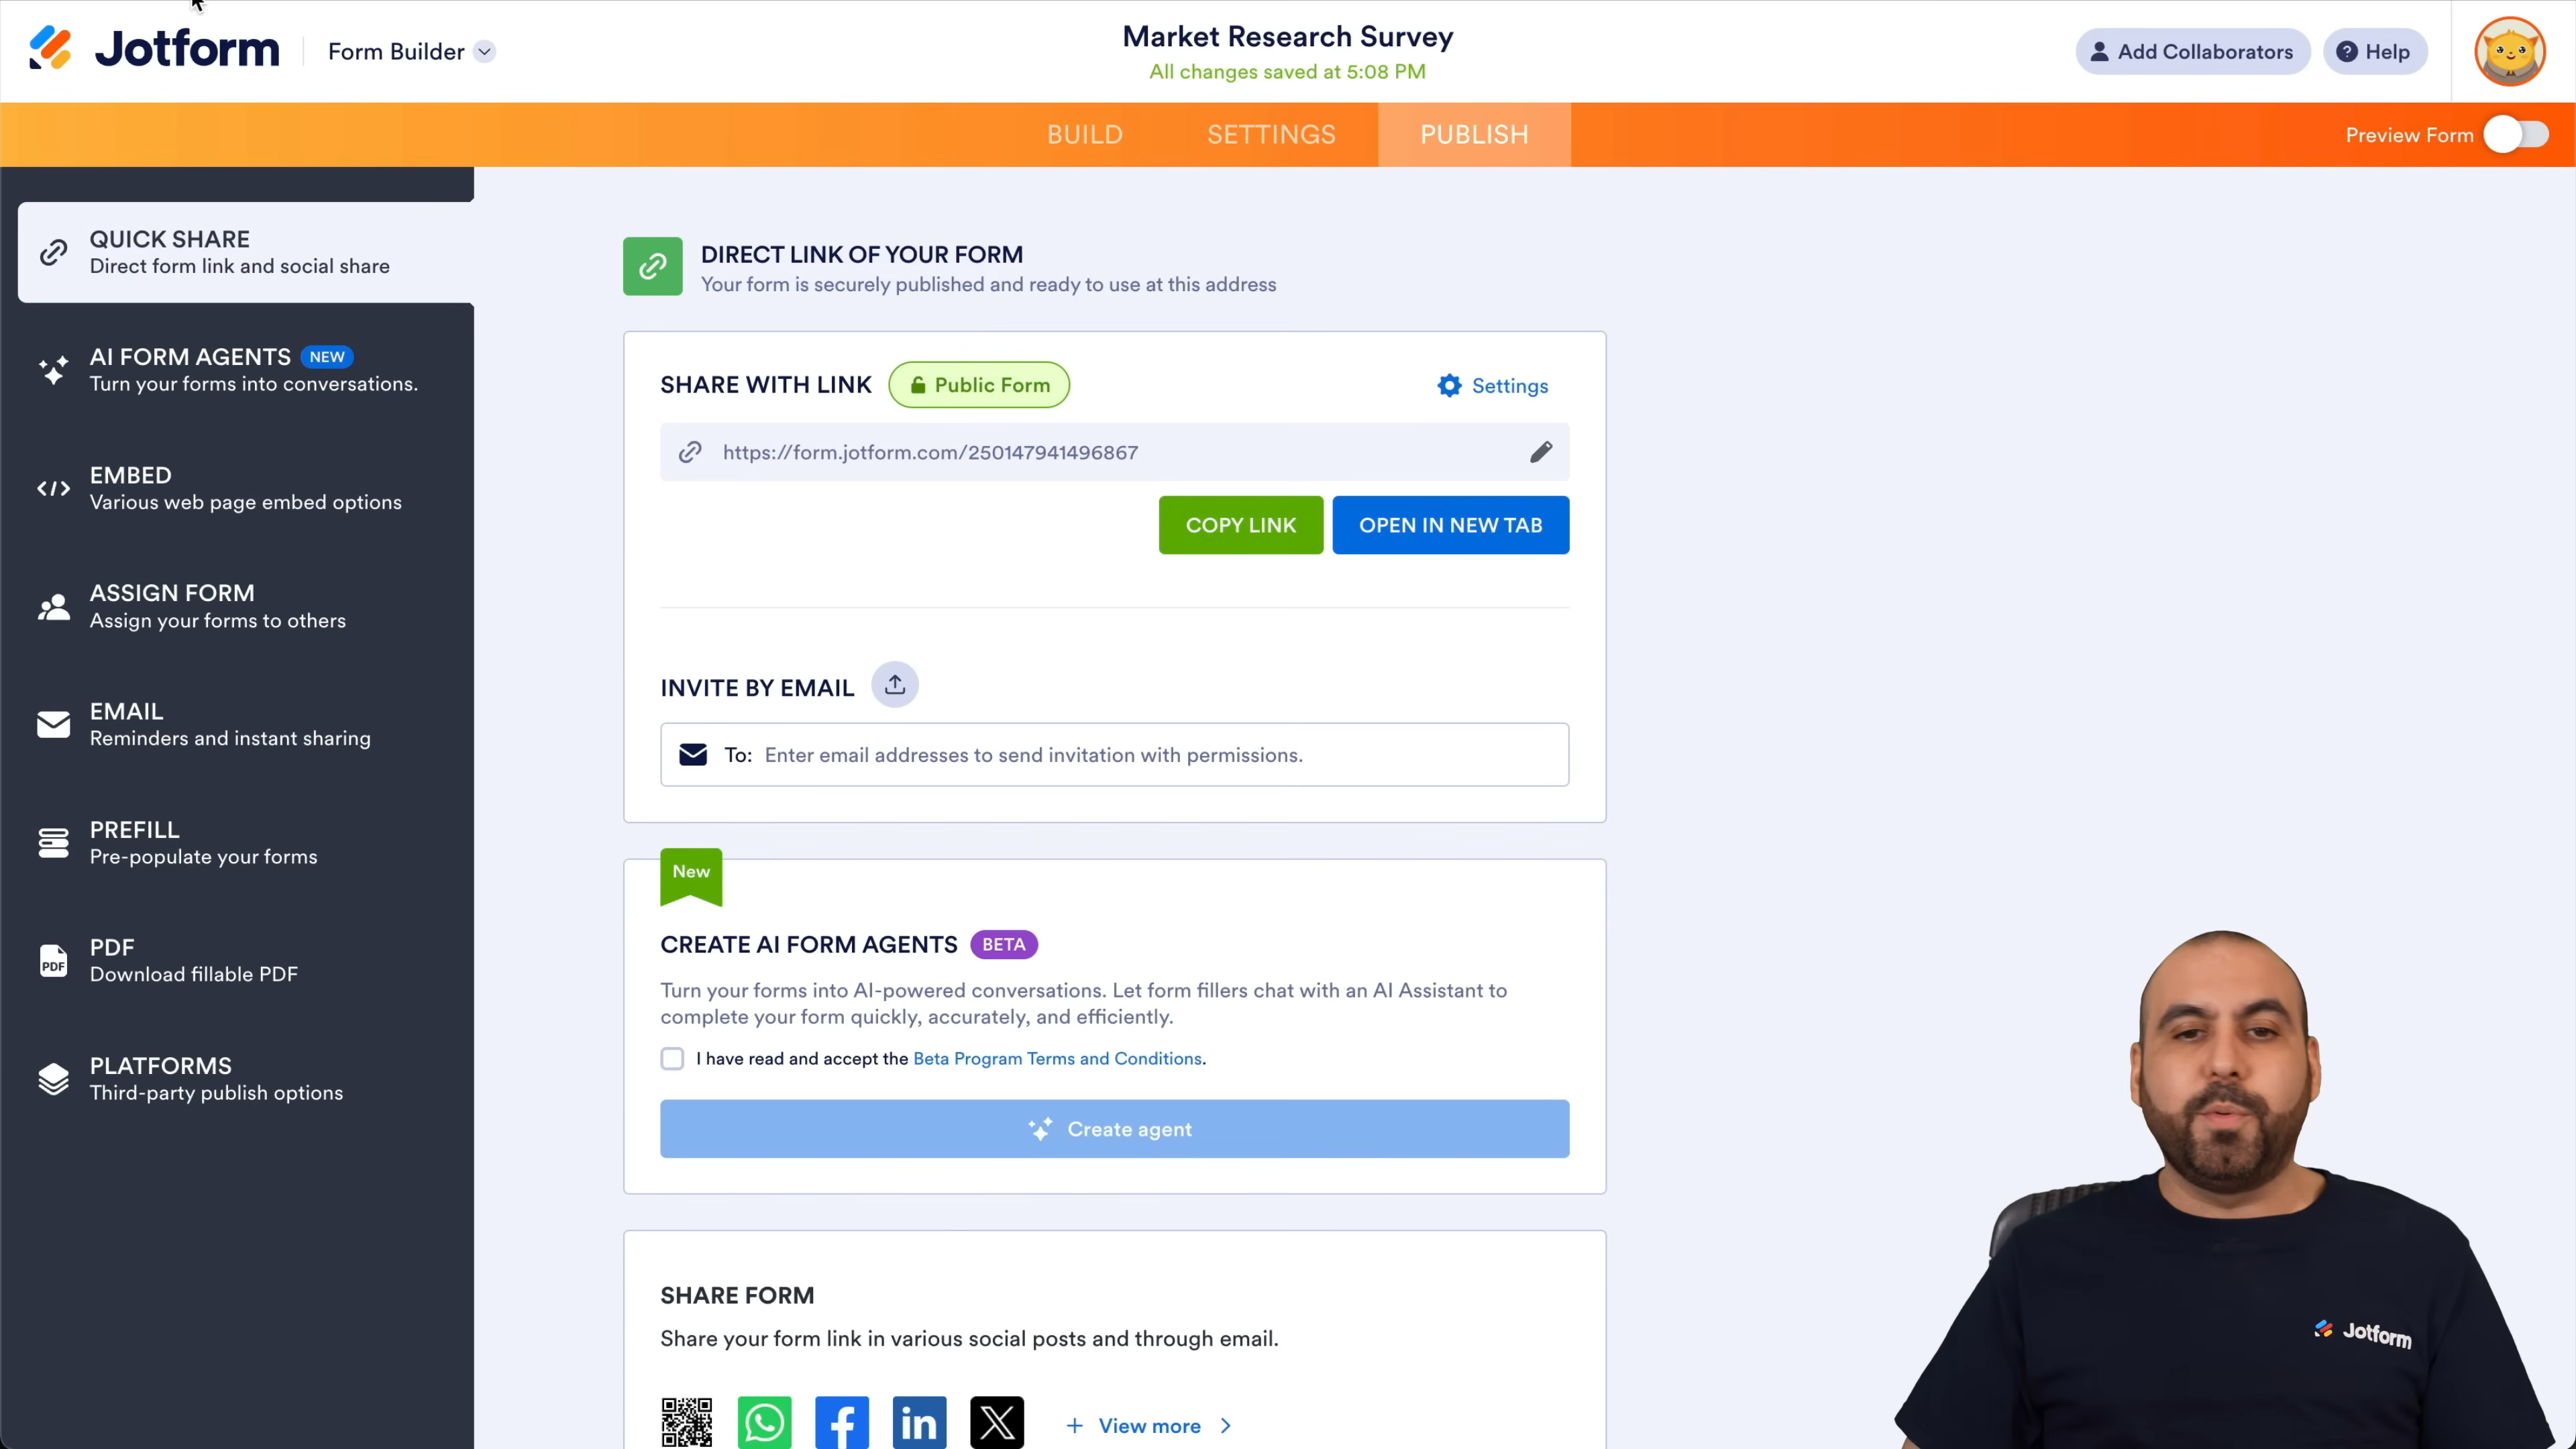 Jotform
Form Builder
Market Research Survey
All changes saved at 5:08 PM
Add Collaborators
Help
BUILD
SETTINGS
PUBLISH
Preview Form
QUICK SHARE
Direct form link and social share
AI FORM AGENTS NEW
Turn your forms into conversations.
EMBED
Various web page embed options
ASSIGN FORM
Assign your forms to others
EMAIL
Reminders and instant sharing
PREFILL
Pre-populate your forms
PDF
PDF
Download fillable PDF
PLATFORMS
Third-party publish options
DIRECT LINK OF YOUR FORM
Your form is securely published and ready to use at this address
SHARE WITH LINK
Public Form
Settings
https://form.jotform.com/250147941496867
COPY LINK
OPEN IN NEW TAB
INVITE BY EMAIL
To: Enter email addresses to send invitation with permissions.
New
CREATE AI FORM AGENTS BETA
Turn your forms into AI-powered conversations. Let form fillers chat with an AI Assistant to
complete your form quickly, accurately, and efficiently.
I have read and accept the Beta Program Terms and Conditions.
Create agent
SHARE FORM
Share your form link in various social posts and through email.
in
+ View more
Jotform